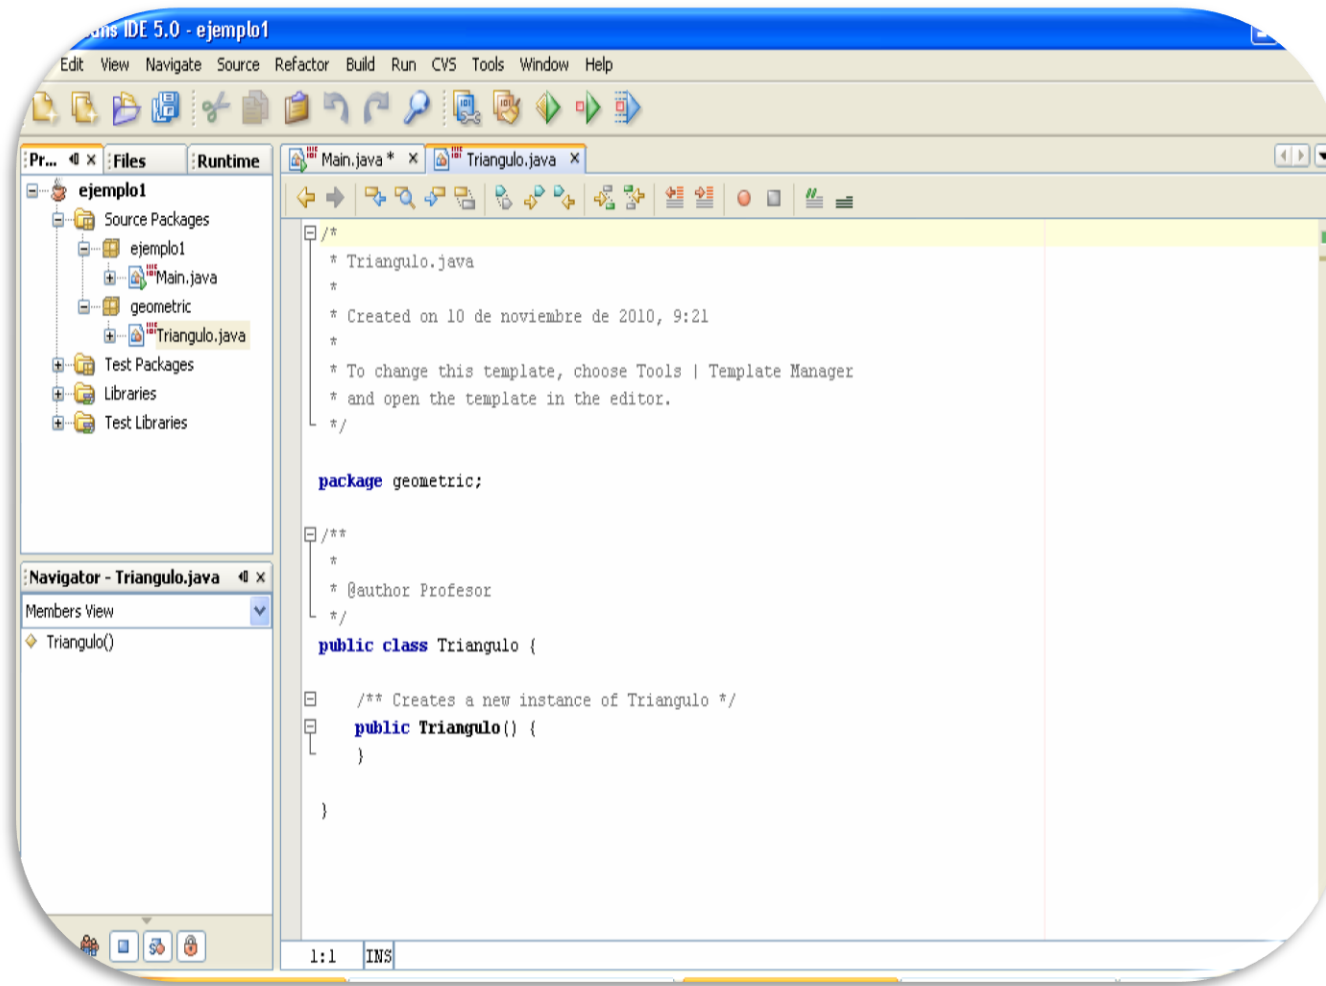 IDE 5.0 - ejemplo1
Edit View Navigate Source Refactor Build Run CVS Tools Window Help
Pr... Files Runtime
ejemplo1
Source Packages
ejemplo1
Main.java
geometric
Triangulo.java
Test Packages
Libraries
Test Libraries
Navigator - Triangulo.java
Members View
Triangulo()
Main.java * Triangulo.java
/*
* Triangulo.java
*
* Created on 10 de noviembre de 2010, 9:21
*
* To change this template, choose Tools | Template Manager
* and open the template in the editor.
*/
package geometric;
/**
*
* @author Profesor
*/
public class Triangulo {
/** Creates a new instance of Triangulo */
public Triangulo() {
}
}
1:1 INS